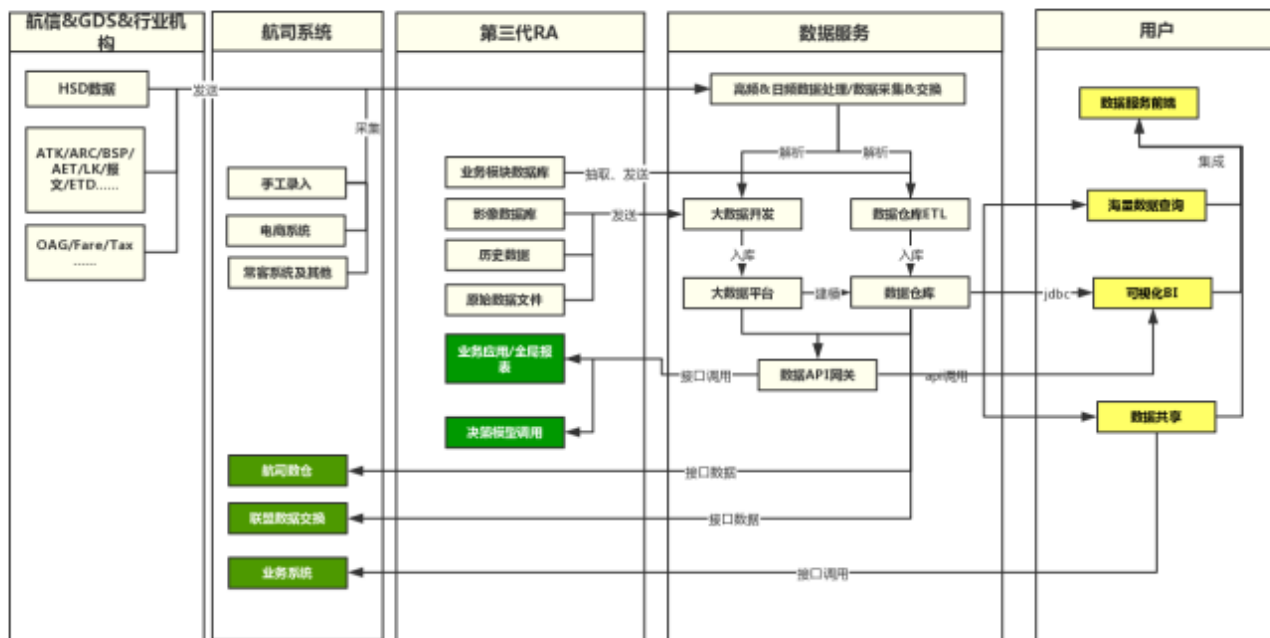 航信&GDS&行业机
构
航司系统
第三代RA
数据服务
用户
HSD数据
发送
采集
高频&日频数据处理/数据采集&交换
数据服务前端
ATK/ARC/BSP/
AET/LK/报
文/ETD......
OAG/Fare/Tax
......
手工录入
电商系统
常客系统及其他
业务模块数据库
抽取、发送
影像数据库
发送
历史数据
原始数据文件
解析
解析
大数据开发
数据仓库ETL
入库
入库
大数据平台
建模
数据仓库
jdbc
集成
海量数据查询
可视化BI
业务应用/全局报
表
接口调用
数据API网关
api调用
决策模型调用
数据共享
航司数仓
接口数据
联盟数据交换
接口数据
业务系统
接口调用